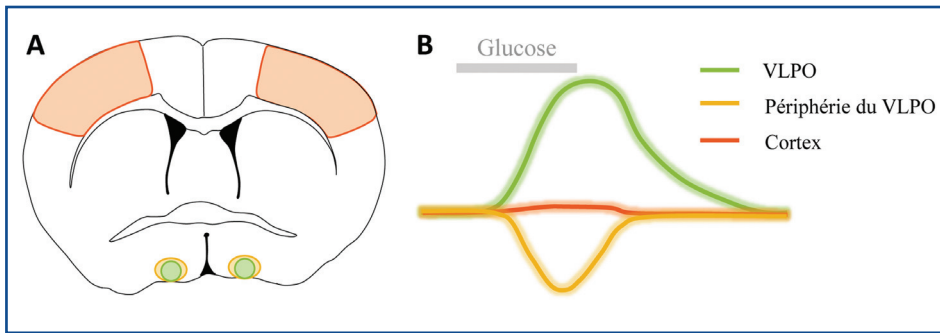 A
B
Glucose
VLPO
Périphérie du VLPO
Cortex